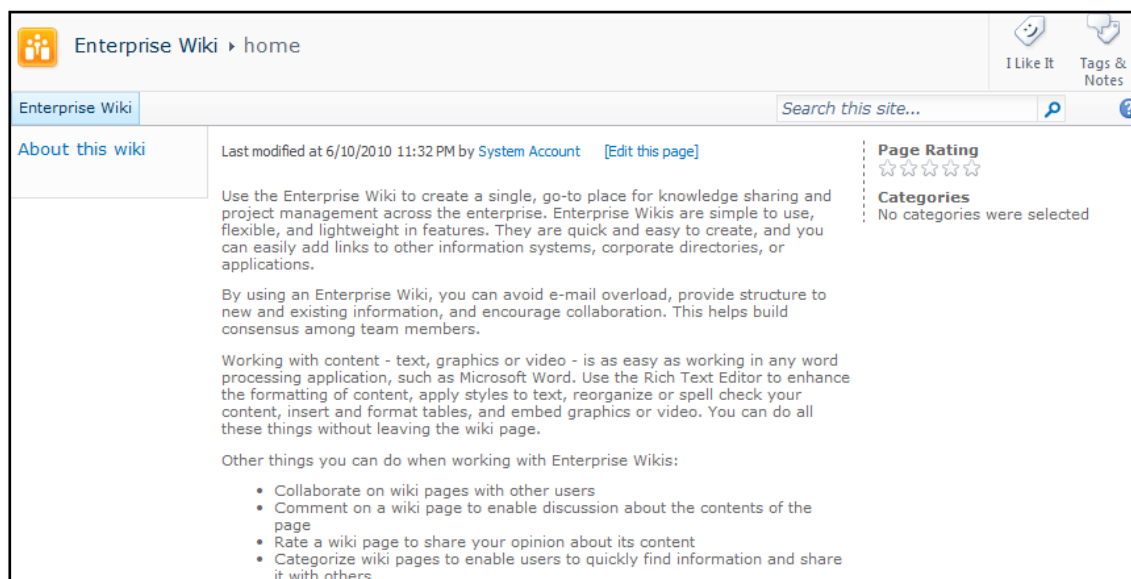 Enterprise Wiki ▸ home
I Like It
Tags &
Notes
Enterprise Wiki
Search this site...
About this wiki
Last modified at 6/10/2010 11:32 PM by System Account [Edit this page]
Use the Enterprise Wiki to create a single, go-to place for knowledge sharing and
project management across the enterprise. Enterprise Wikis are simple to use,
flexible, and lightweight in features. They are quick and easy to create, and you
can easily add links to other information systems, corporate directories, or
applications.
By using an Enterprise Wiki, you can avoid e-mail overload, provide structure to
new and existing information, and encourage collaboration. This helps build
consensus among team members.
Working with content - text, graphics or video - is as easy as working in any word
processing application, such as Microsoft Word. Use the Rich Text Editor to enhance
the formatting of content, apply styles to text, reorganize or spell check your
content, insert and format tables, and embed graphics or video. You can do all
these things without leaving the wiki page.
Other things you can do when working with Enterprise Wikis:
• Collaborate on wiki pages with other users
• Comment on a wiki page to enable discussion about the contents of the
page
• Rate a wiki page to share your opinion about its content
• Categorize wiki pages to enable users to quickly find information and share
it with others
Page Rating
Categories
No categories were selected